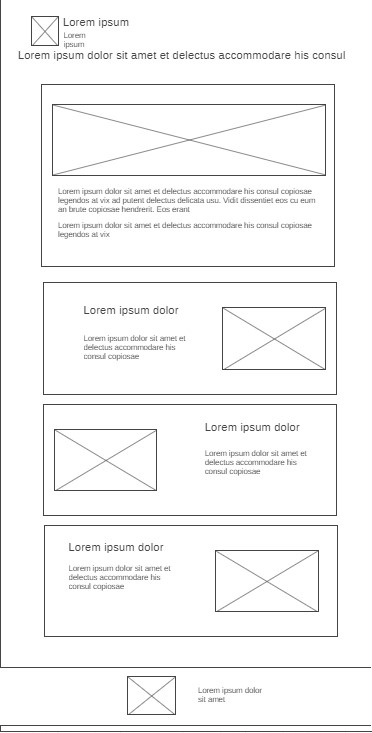 Lorem ipsum
Lorem
ipsum
Lorem ipsum dolor sit amet et delectus accommodare his consul
Lorem ipsum dolor sit amet et delectus accommodare his consul copiosae
legendos at vix ad putent delectus delicata usu. Vidit dissentiet eos cu eum
an brute copiosae hendrerit. Eos erant
Lorem ipsum dolor sit amet et delectus accommodare his consul copiosae
legendos at vix
Lorem ipsum dolor
Lorem ipsum dolor sit amet et
delectus accommodare his
consul copiosae
Lorem ipsum dolor
Lorem ipsum dolor sit amet et
delectus accommodare his
consul copiosae
Lorem ipsum dolor
Lorem ipsum dolor sit amet et
delectus accommodare his
consul copiosae
Lorem ipsum dolor
sit amet